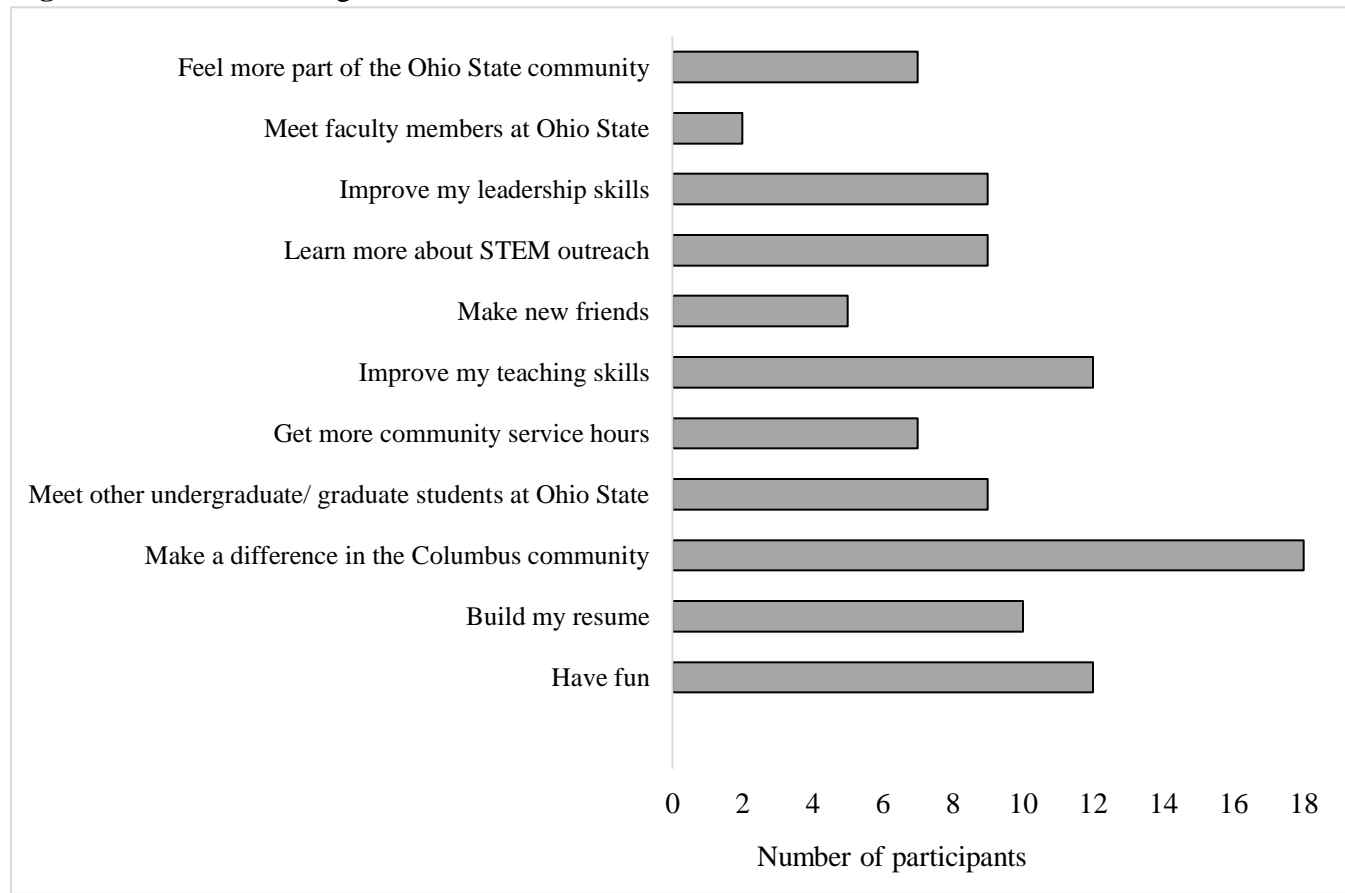 Feel more part of the Ohio State community
Meet faculty members at Ohio State
Improve my leadership skills
Learn more about STEM outreach
Make new friends
Improve my teaching skills
Get more community service hours
Meet other undergraduate/ graduate students at Ohio State
Make a difference in the Columbus community
Build my resume
Have fun
0 2 4 6 8 10 12 14 16 18
Number of participants